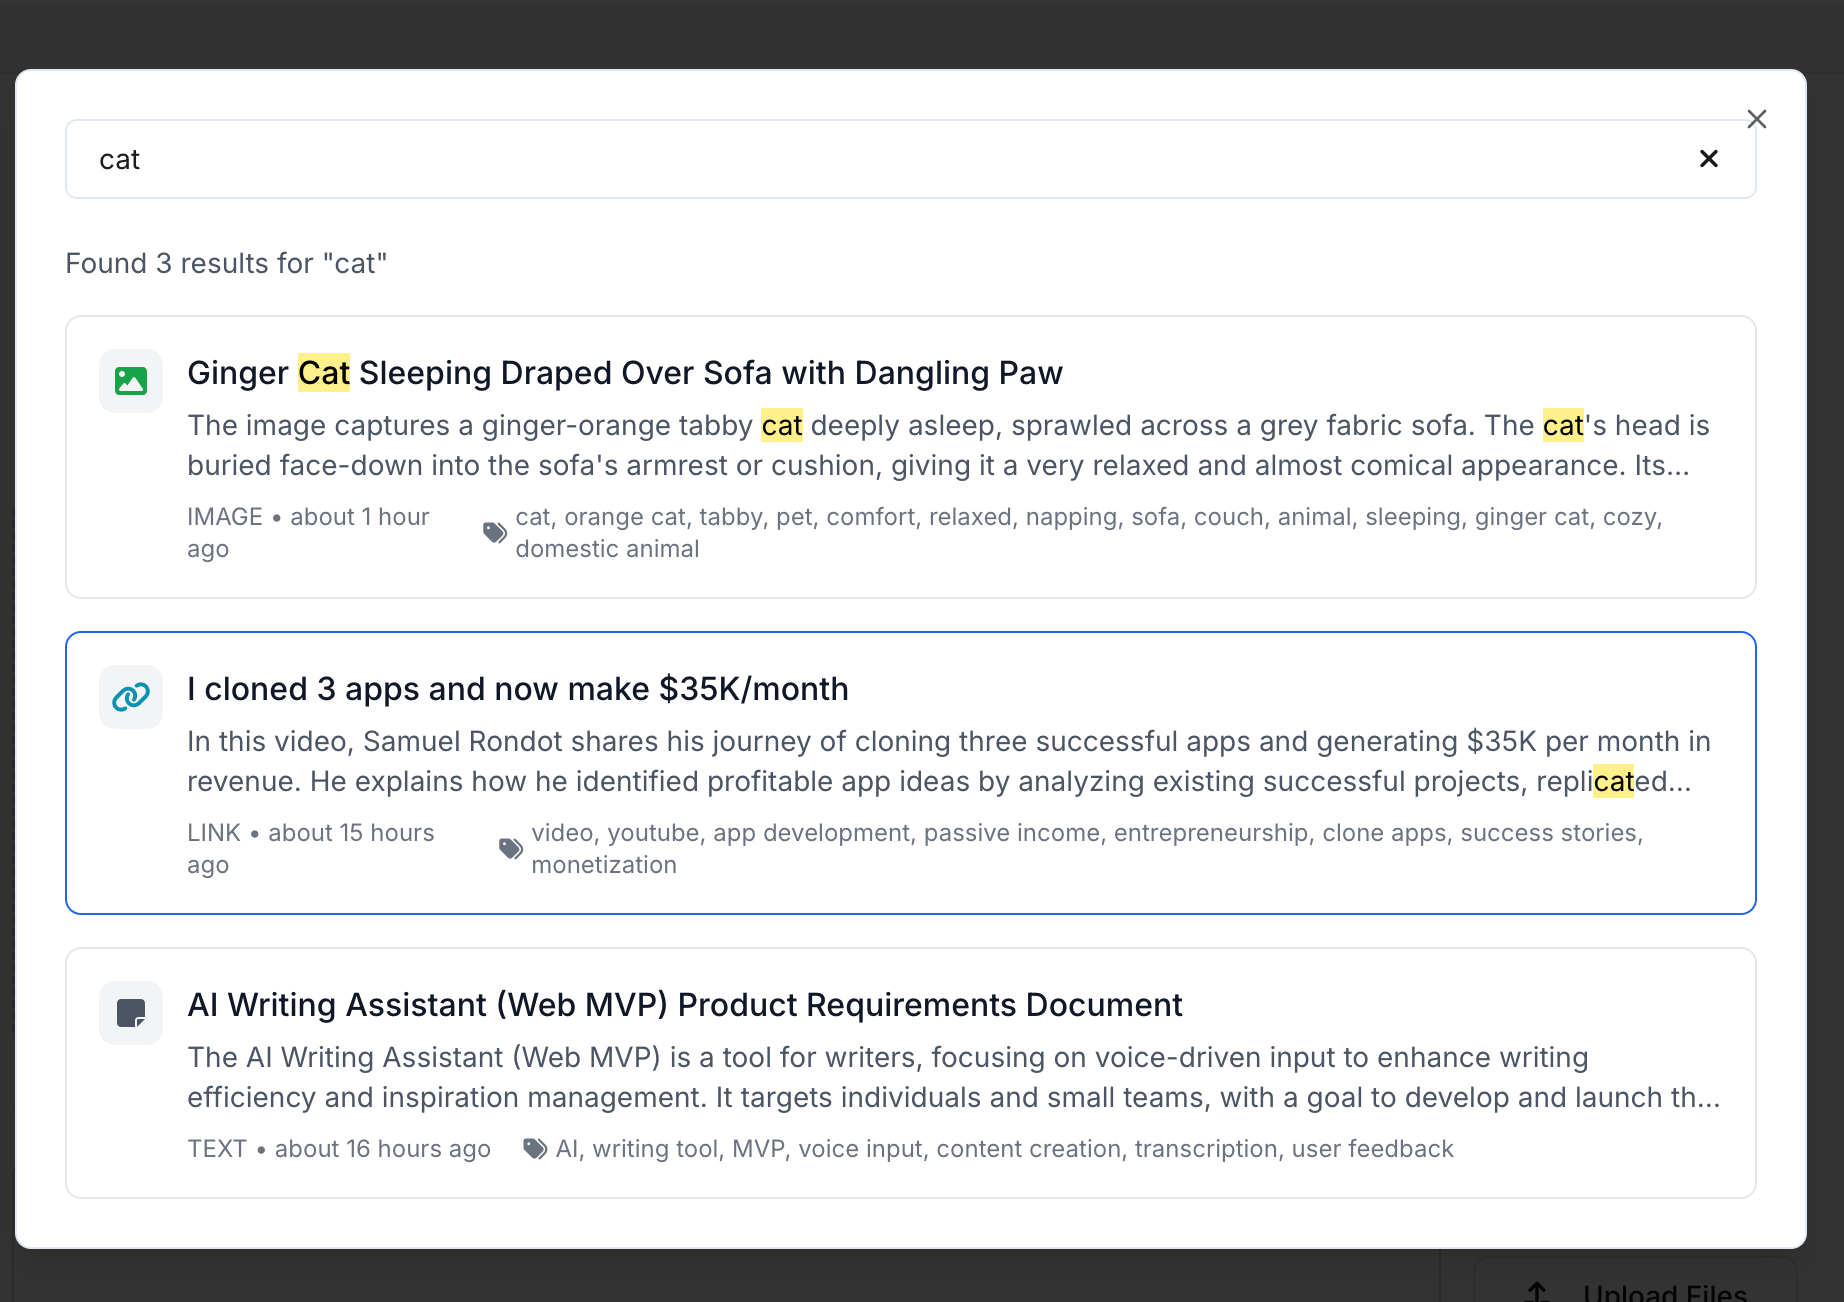 cat
Found 3 results for "cat"
Ginger Cat Sleeping Draped Over Sofa with Dangling Paw
The image captures a ginger-orange tabby cat deeply asleep, sprawled across a grey fabric sofa. The cat's head is
buried face-down into the sofa's armrest or cushion, giving it a very relaxed and almost comical appearance. Its...
IMAGE • about 1 hour
ago
cat, orange cat, tabby, pet, comfort, relaxed, napping, sofa, couch, animal, sleeping, ginger cat, cozy,
domestic animal
I cloned 3 apps and now make $35K/month
In this video, Samuel Rondot shares his journey of cloning three successful apps and generating $35K per month in
revenue. He explains how he identified profitable app ideas by analyzing existing successful projects, replicated...
LINK • about 15 hours
ago
video, youtube, app development, passive income, entrepreneurship, clone apps, success stories,
monetization
AI Writing Assistant (Web MVP) Product Requirements Document
The AI Writing Assistant (Web MVP) is a tool for writers, focusing on voice-driven input to enhance writing
efficiency and inspiration management. It targets individuals and small teams, with a goal to develop and launch th...
TEXT • about 16 hours ago
AI, writing tool, MVP, voice input, content creation, transcription, user feedback
Upload Files